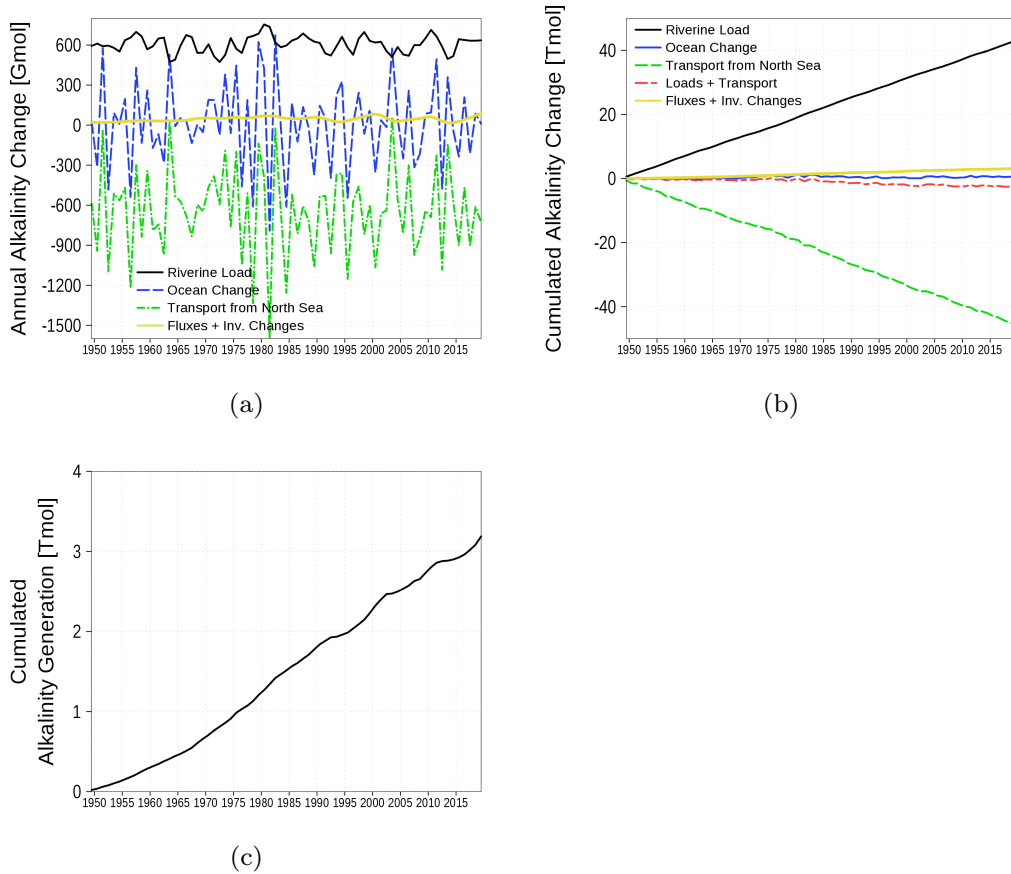 Annual Alkalinity Change [Gmol]
600
300
0
-300
-600
-900
-1200
-1500
Riverine Load
Ocean Change
Transport from North Sea
Fluxes + Inv. Changes
1950 1955 1960 1965 1970 1975 1980 1985 1990 1995 2000 2005 2010 2015
(a)
Cumulated Alkalinity Change [Tmol]
40
20
0
-20
-40
Riverine Load
Ocean Change
Transport from North Sea
Loads + Transport
Fluxes + Inv. Changes
1950 1955 1960 1965 1970 1975 1980 1985 1990 1995 2000 2005 2010 2015
(b)
Cumulated
Alkalinity Generation [Tmol]
4
3
2
1
0
1950 1955 1960 1965 1970 1975 1980 1985 1990 1995 2000 2005 2010 2015
(c)